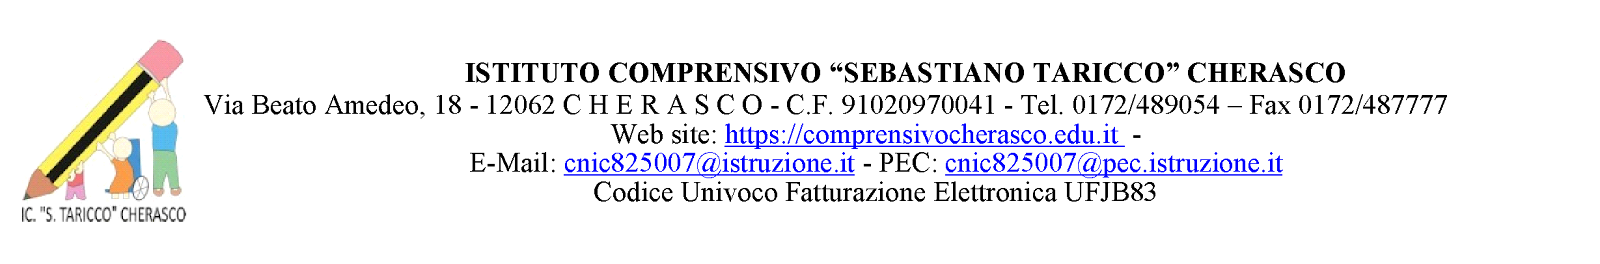 ISTITUTO COMPRENSIVO “SEBASTIANO TARICCO” CHERASCO
Via Beato Amedeo, 18 - 12062 C H E R A S C O - C.F. 91020970041 - Tel. 0172/489054 – Fax 0172/487777
Web site: https://comprensivocherasco.edu.it -
E-Mail: cnic825007@istruzione.it - PEC: cnic825007@pec.istruzione.it
Codice Univoco Fatturazione Elettronica UFJB83
IC. "S. TARICCO" CHERASCO